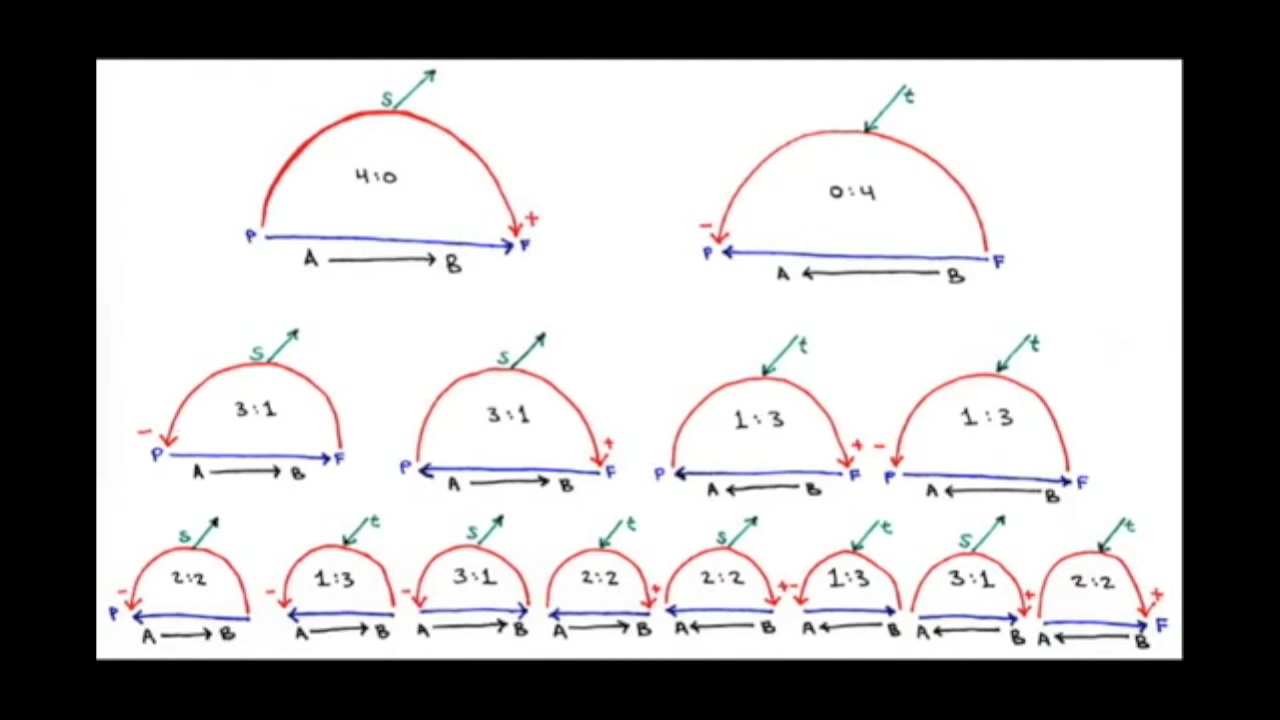 S t
4:0 0:4
+ -
P F P F
A B A B
S S t t
3:1 3:1 1:3 1:3
- + + -
P F P F P F P F
A B A B A B A B
S t S t S t S t
2:2 1:3 3:1 2:2 2:2 1:3 3:1 2:2
- - - + + - + +
P F
A B A B A B A B A B A B A B A B